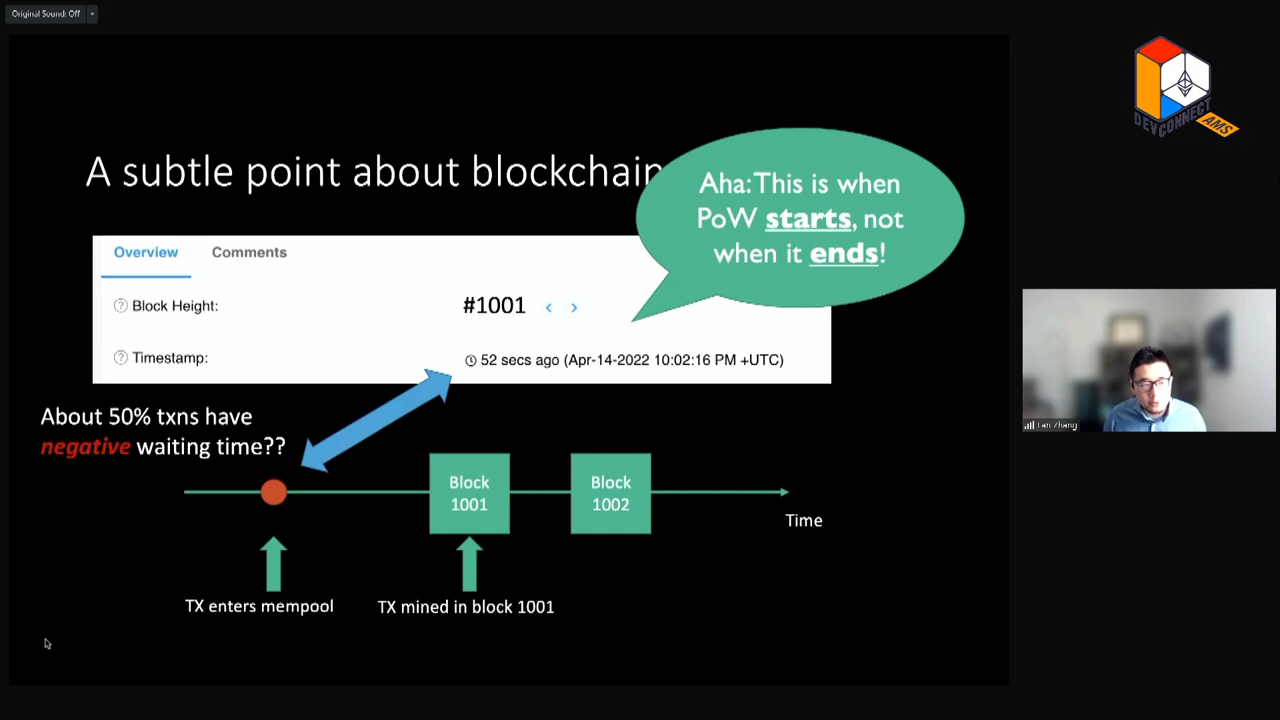 Original Sound: Off
DEVCONNECT
AMS
A subtle point about blockchain
Aha: This is when
PoW starts, not
when it ends!
Overview Comments
Block Height: #1001
Timestamp: 52 secs ago (Apr-14-2022 10:02:16 PM +UTC)
About 50% txns have
negative waiting time??
Block
1001
Block
1002
Time
TX enters mempool
TX mined in block 1001
Zhang